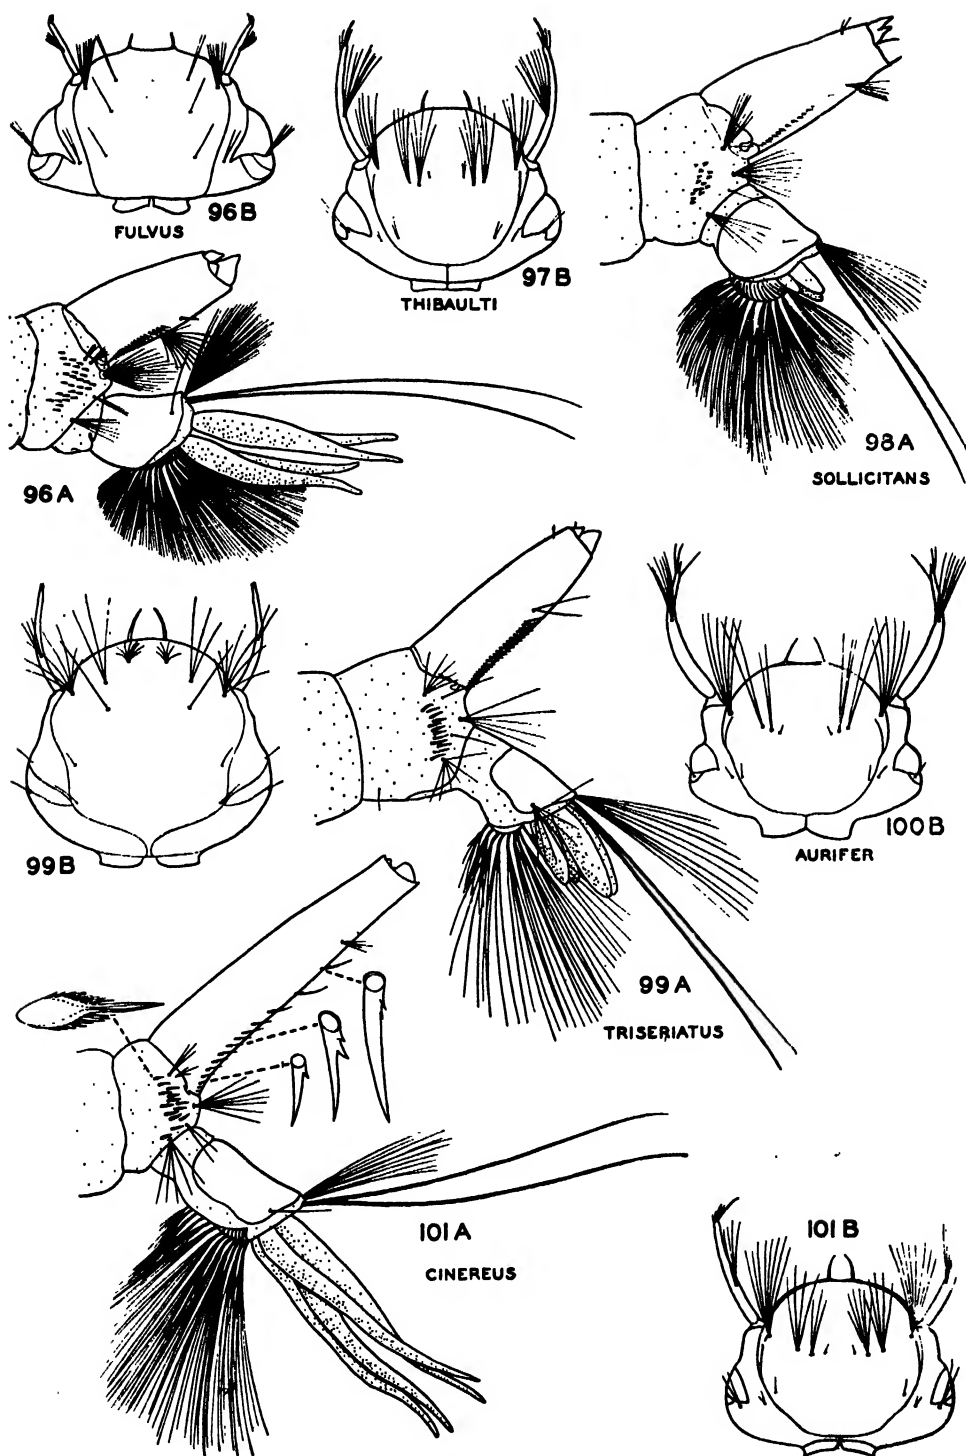 96B
FULVUS
97B
THIBAULTI
98A
SOLLICITANS
96A
99B
99A
TRISERIATUS
100B
AURIFER
101A
CINEREUS
101B